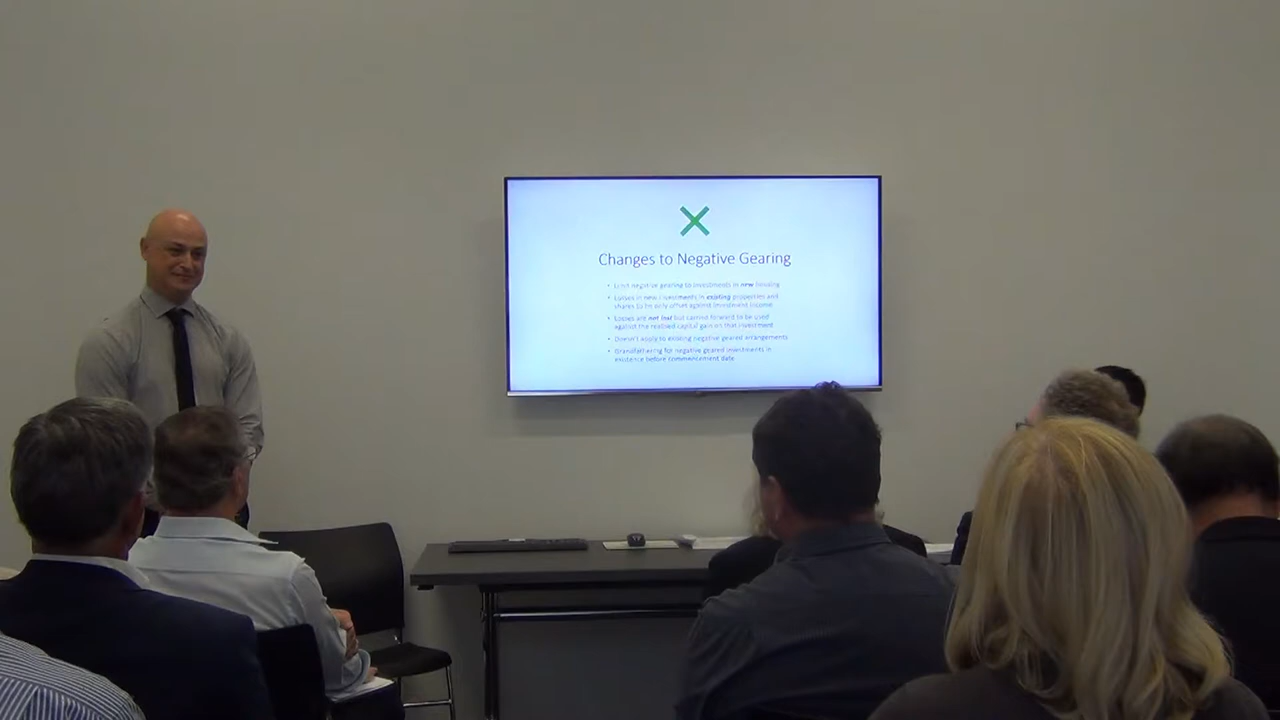 Changes to Negative Gearing
• Limit negative gearing to investments in new housing
• Losses in new investments in existing properties and
shares to be only offset against investment income
• Losses are not lost but carried forward to be used
against the realised capital gain on that investment
• Doesn't apply to existing negative geared arrangements
• Grandfathering for negative geared investments in
existence before commencement date